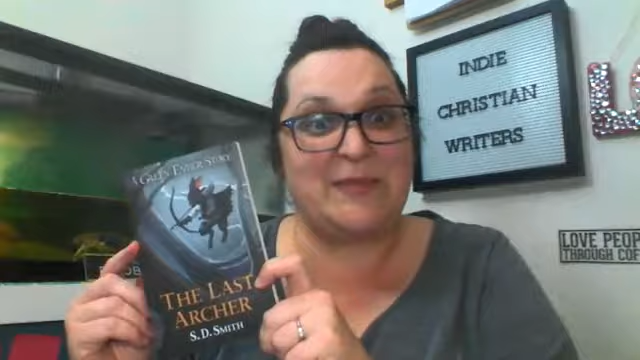 INDIE
CHRISTIAN
WRITERS
A GREEN EMBER STORY
THE LAST
ARCHER
S. D. SMITH
LOVE PEOP
THROUGH COF